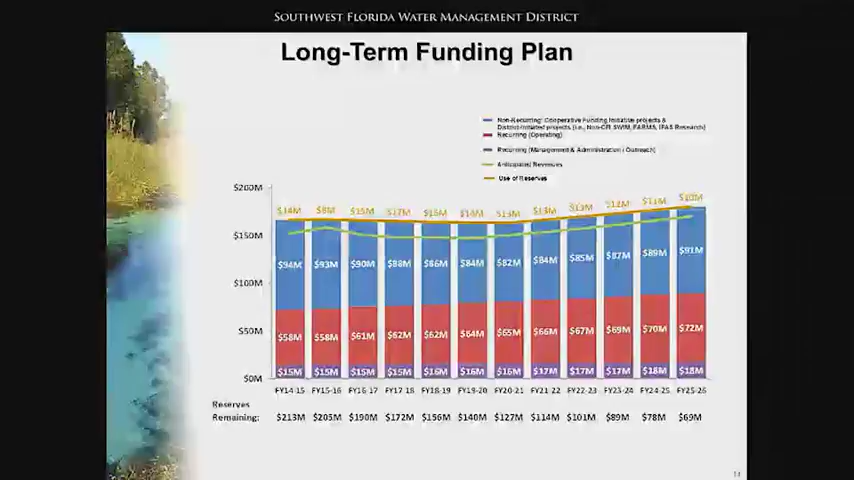 SOUTHWEST FLORIDA WATER MANAGEMENT DISTRICT
Long-Term Funding Plan
Non-Recurring: Cooperative Funding Initiative projects &
District-Initiated projects (i.e., Non-CFI SWIM, FARMS, IFAS Research)
Recurring (Operating)
Recurring (Management & Administration / Outreach)
Anticipated Revenues
Use of Reserves
$200M
$14M $8M $15M $17M $15M $14M $13M $13M $13M $12M $11M $10M
$150M
$94M $93M $90M $88M $86M $84M $82M $84M $85M $87M $89M $91M
$100M
$50M
$58M $58M $61M $62M $62M $64M $65M $66M $67M $69M $70M $72M
$15M $15M $15M $15M $16M $16M $16M $17M $17M $17M $18M $18M
$0M
FY14-15 FY15-16 FY16-17 FY17-18 FY18-19 FY19-20 FY20-21 FY21-22 FY22-23 FY23-24 FY24-25 FY25-26
Reserves
Remaining: $213M $205M $190M $172M $156M $140M $127M $114M $101M $89M $78M $69M